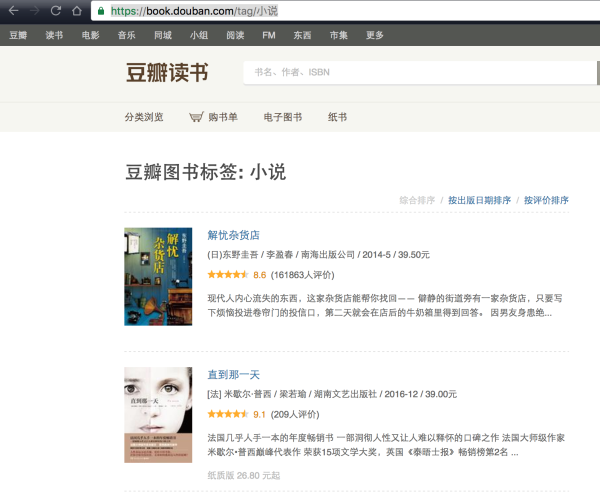 https://book.douban.com/tag/小说
豆瓣 读书 电影 音乐 同城 小组 阅读 FM 东西 市集 更多
豆瓣读书
书名、作者、ISBN
分类浏览 购书单 电子图书 纸书
豆瓣图书标签: 小说
综合排序 / 按出版日期排序 / 按评价排序
东野圭吾
解忧
杂货店
解忧杂货店
(日)东野圭吾 / 李盈春 / 南海出版公司 / 2014-5 / 39.50元
8.6 (161863人评价)
现代人内心流失的东西，这家杂货店能帮你找回—— 僻静的街道旁有一家杂货店，只要写
下烦恼投进卷帘门的投信口，第二天就会在店后的牛奶箱里得到回答。 因男友身患绝...
直到那一天
直到那一天
[法] 米歇尔·普西 / 梁若瑜 / 湖南文艺出版社 / 2016-12 / 39.00元
9.1 (209人评价)
法国几乎人手一本的年度畅销书 一部洞彻人性又让人难以释怀的口碑之作 法国大师级作家
米歇尔•普西巅峰代表作 荣获15项文学大奖，英国《泰晤士报》畅销榜第2名 ...
纸质版 26.80 元起